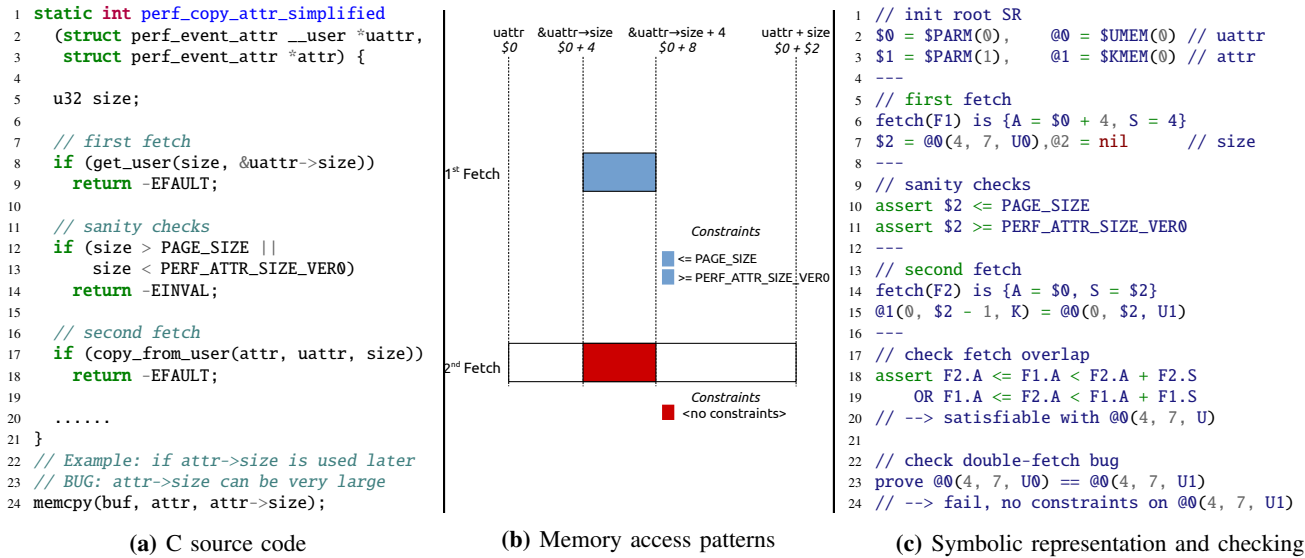 1 static int perf_copy_attr_simplified
2 (struct perf_event_attr __user *uattr,
3 struct perf_event_attr *attr) {
4
5 u32 size;
6
7 // first fetch
8 if (get_user(size, &uattr->size))
9 return -EFAULT;
10
11 // sanity checks
12 if (size > PAGE_SIZE ||
13 size < PERF_ATTR_SIZE_VER0)
14 return -EINVAL;
15
16 // second fetch
17 if (copy_from_user(attr, uattr, size))
18 return -EFAULT;
19
20 ......
21 }
22 // Example: if attr->size is used later
23 // BUG: attr->size can be very large
24 memcpy(buf, attr, attr->size);
(a) C source code
uattr &uattr→size &uattr→size + 4 uattr + size
$0 $0 + 4 $0 + 8 $0 + $2
1st Fetch
Constraints
<= PAGE_SIZE
>= PERF_ATTR_SIZE_VER0
2nd Fetch
Constraints
<no constraints>
(b) Memory access patterns
1 // init root SR
2 $0 = $PARM(0), @0 = $UMEM(0) // uattr
3 $1 = $PARM(1), @1 = $KMEM(0) // attr
4 ---
5 // first fetch
6 fetch(F1) is {A = $0 + 4, S = 4}
7 $2 = @0(4, 7, U0),@2 = nil // size
8 ---
9 // sanity checks
10 assert $2 <= PAGE_SIZE
11 assert $2 >= PERF_ATTR_SIZE_VER0
12 ---
13 // second fetch
14 fetch(F2) is {A = $0, S = $2}
15 @1(0, $2 - 1, K) = @0(0, $2, U1)
16 ---
17 // check fetch overlap
18 assert F2.A <= F1.A < F2.A + F2.S
19 OR F1.A <= F2.A < F1.A + F1.S
20 // --> satisfiable with @0(4, 7, U)
21
22 // check double-fetch bug
23 prove @0(4, 7, U0) == @0(4, 7, U1)
24 // --> fail, no constraints on @0(4, 7, U1)
(c) Symbolic representation and checking